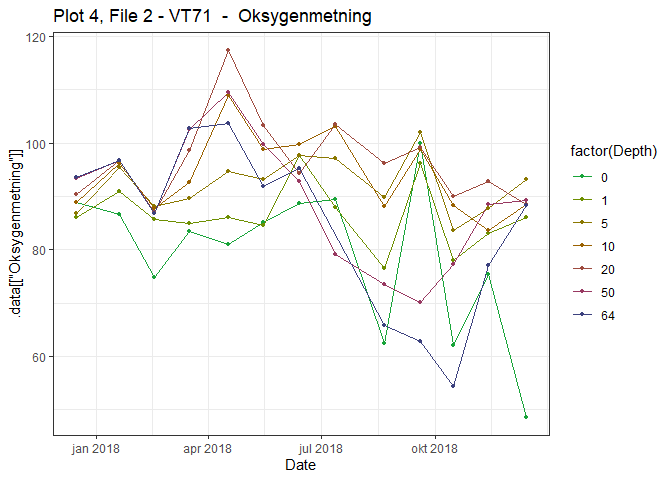 Plot 4, File 2 - VT71 - Oksygenmetning
120
100
80
60
.data[["Oksygenmetning"]]
jan 2018
apr 2018
jul 2018
okt 2018
Date
factor(Depth)
0
1
5
10
20
50
64